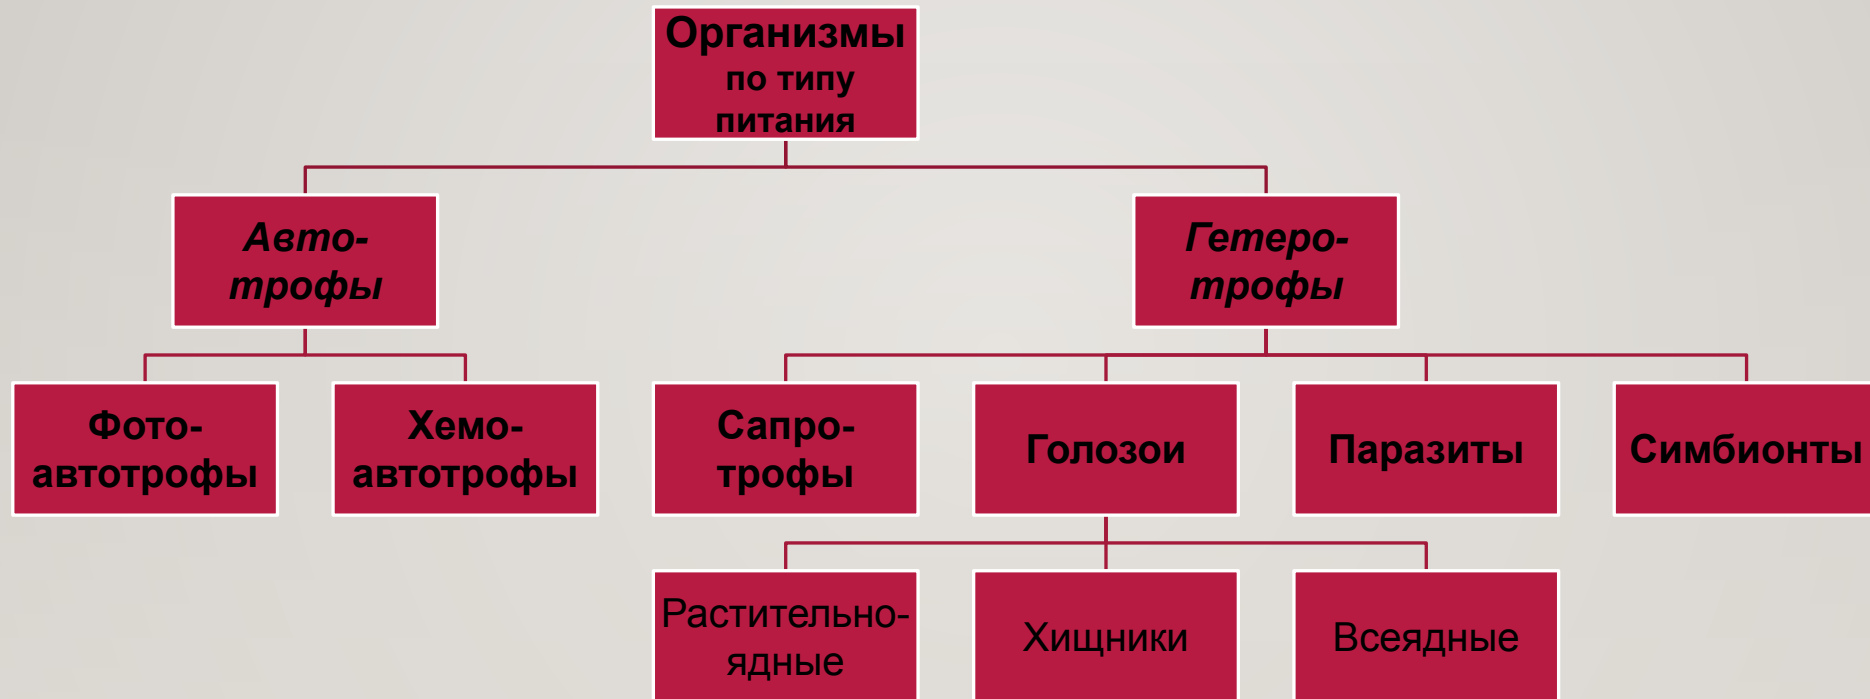 Организмы
по типу
питания
Авто-
трофы
Гетеро-
трофы
Фото-
автотрофы
Хемо-
автотрофы
Сапро-
трофы
Голозои
Паразиты
Симбионты
Растительно-
ядные
Хищники
Всеядные